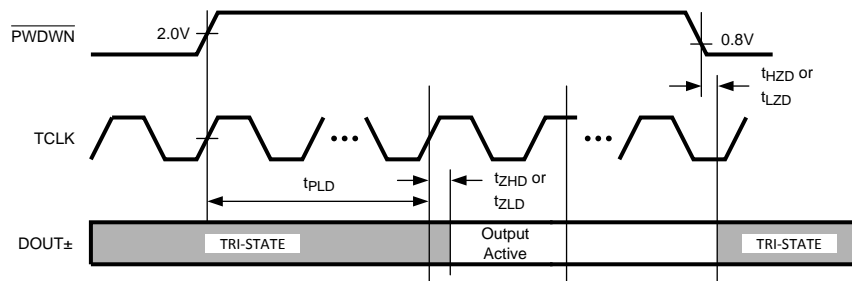 PWDWN
2.0V
0.8V
tHZD or
tLZD
TCLK
tPLD
tZHD or
tZLD
DOUT±
TRI-STATE
Output
Active
TRI-STATE